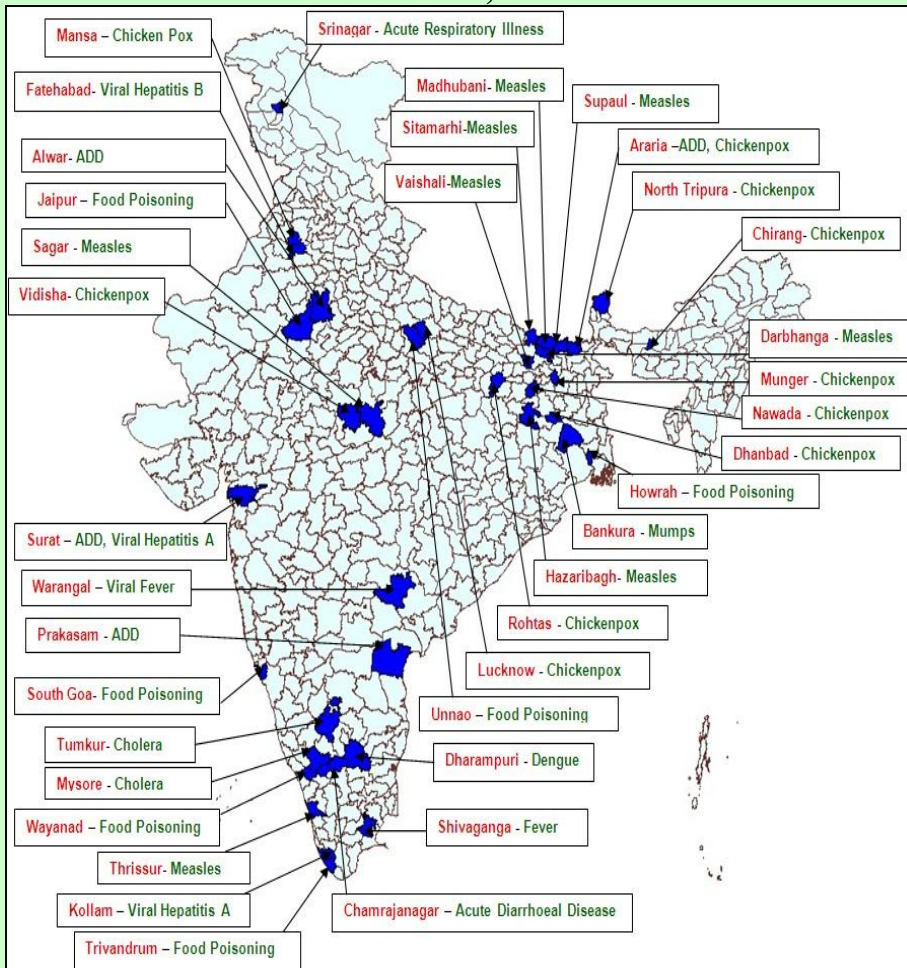 Mansa – Chicken Pox
Srinagar - Acute Respiratory Illness
Fatehabad- Viral Hepatitis B
Madhubani- Measles
Supaul - Measles
Sitamarhi-Measles
Araria –ADD, Chickenpox
Alwar- ADD
Vaishali-Measles
North Tripura - Chickenpox
Jaipur – Food Poisoning
Chirang- Chickenpox
Sagar - Measles
Vidisha- Chickenpox
Darbhanga - Measles
Munger - Chickenpox
Nawada - Chickenpox
Dhanbad - Chickenpox
Howrah – Food Poisoning
Surat – ADD, Viral Hepatitis A
Bankura - Mumps
Warangal – Viral Fever
Hazaribagh- Measles
Rohtas - Chickenpox
Prakasam - ADD
Lucknow - Chickenpox
South Goa- Food Poisoning
Unnao – Food Poisoning
Tumkur- Cholera
Dharampuri - Dengue
Mysore - Cholera
Wayanad – Food Poisoning
Shivaganga - Fever
Thrissur- Measles
Kollam – Viral Hepatitis A
Chamrajanagar – Acute Diarrhoeal Disease
Trivandrum – Food Poisoning